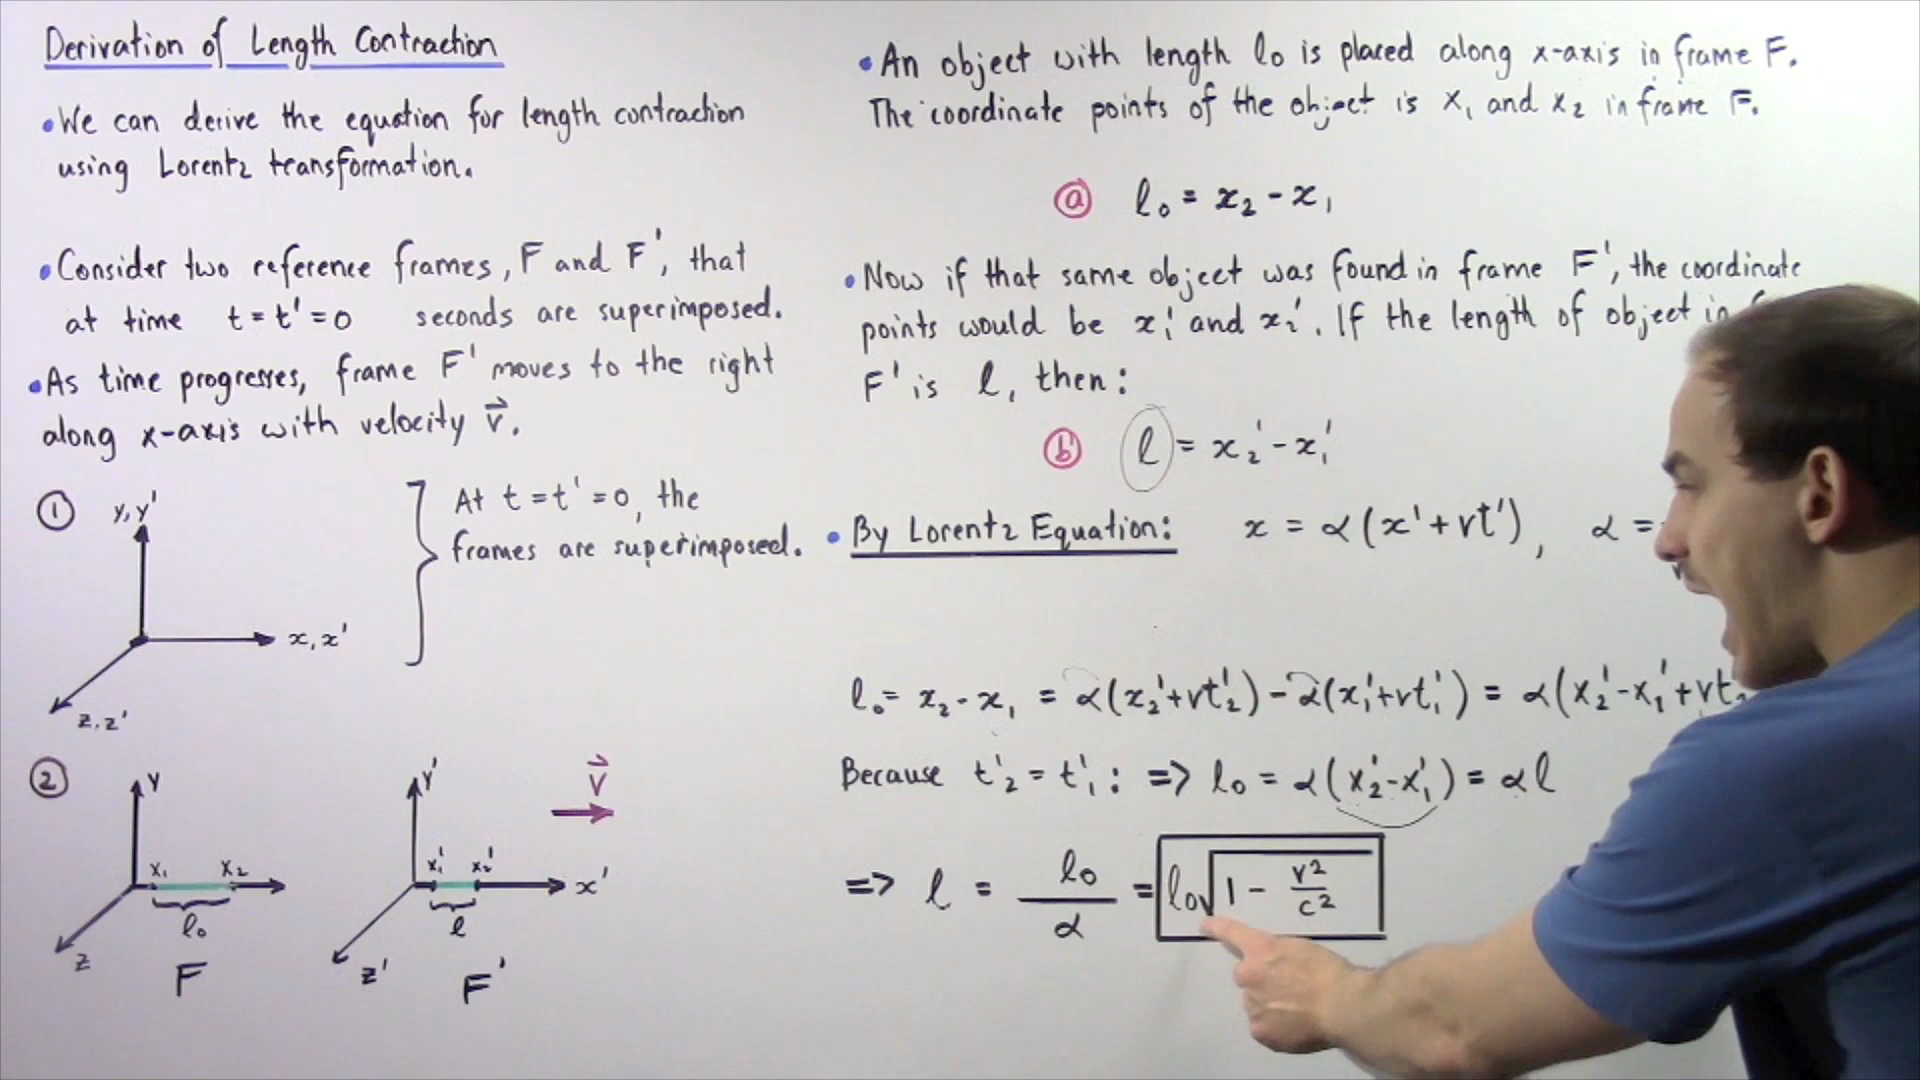 Derivation of Length Contraction
• We can derive the equation for length contraction
using Lorentz transformation.
• Consider two reference frames, F and F', that
at time t = t' = 0 seconds are superimposed.
• As time progresses, frame F' moves to the right
along x-axis with velocity v⃗.
① y, y'
x, x'
z, z'
At t = t' = 0, the
frames are superimposed.
② y
x₁ x₂
l₀
z
F
y'
x₁' x₂'
x'
l
z'
F'
v⃗
• An object with length l₀ is placed along x-axis in frame F.
The coordinate points of the object is x₁ and x₂ in frame F.
ⓐ l₀ = x₂ - x₁
• Now if that same object was found in frame F', the coordinate
points would be x₁' and x₂'. If the length of object in
F' is l, then:
ⓑ l = x₂' - x₁'
• By Lorentz Equation: x = α(x' + vt'), α =
l₀ = x₂ - x₁ = α(x₂' + vt₂') - α(x₁' + vt₁') = α(x₂' - x₁' + vt₂'
Because t'₂ = t'₁: => l₀ = α(x₂' - x₁') = αl
=> l = l₀/α = l₀√(1 - v²/c²)